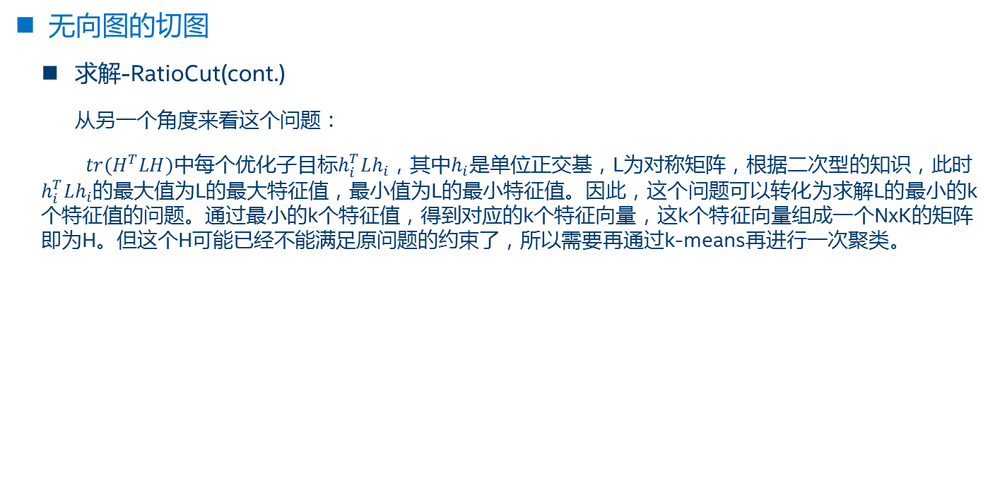 ■ 无向图的切图
■ 求解-RatioCut(cont.)
从另一个角度来看这个问题：
$tr(H^T LH)$中每个优化子目标$h_i^T Lh_i$，其中$h_i$是单位正交基，L为对称矩阵，根据二次型的知识，此时
$h_i^T Lh_i$的最大值为L的最大特征值，最小值为L的最小特征值。因此，这个问题可以转化为求解L的最小的k
个特征值的问题。通过最小的k个特征值，得到对应的k个特征向量，这k个特征向量组成一个NxK的矩阵
即为H。但这个H可能已经不能满足原问题的约束了，所以需要再通过k-means再进行一次聚类。